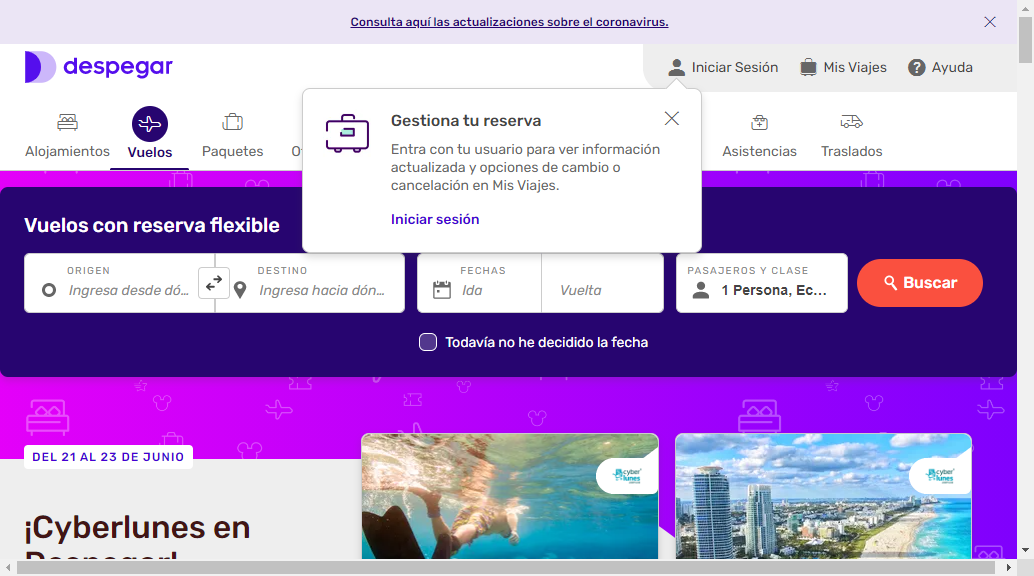 Consulta aquí las actualizaciones sobre el coronavirus.
despegar
Iniciar Sesión
Mis Viajes
Ayuda
Alojamientos
Vuelos
Paquetes
Asistencias
Traslados
Gestiona tu reserva
Entra con tu usuario para ver información
actualizada y opciones de cambio o
cancelación en Mis Viajes.
Iniciar sesión
Vuelos con reserva flexible
ORIGEN
Ingresa desde dó...
DESTINO
Ingresa hacia dón...
FECHAS
Ida
Vuelta
PASAJEROS Y CLASE
1 Persona, Ec...
Buscar
Todavía no he decidido la fecha
DEL 21 AL 23 DE JUNIO
¡Cyberlunes en
Despegar!
cyber
lunes
cyber
lunes